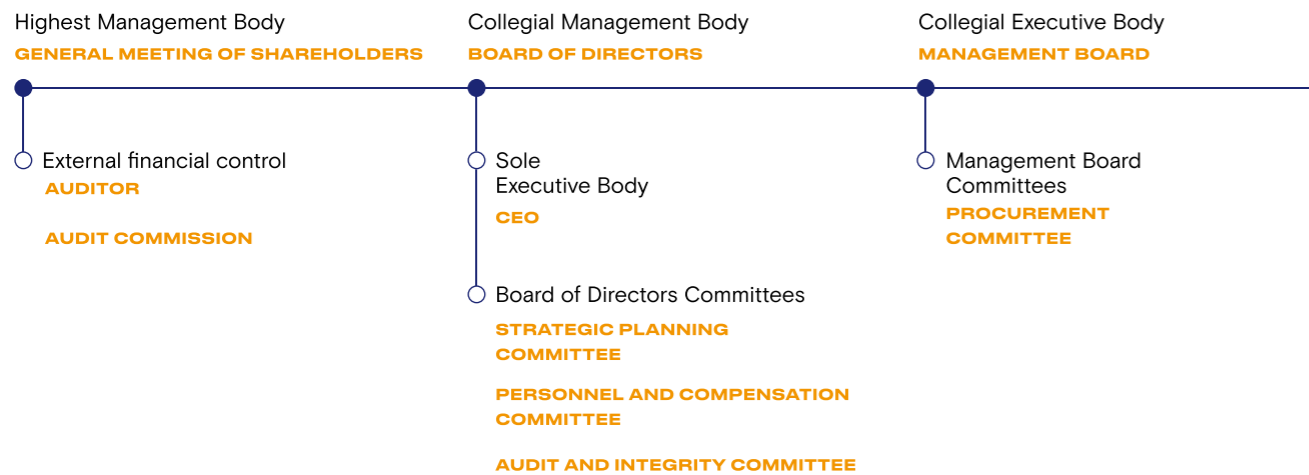 Highest Management Body
GENERAL MEETING OF SHAREHOLDERS
External financial control
AUDITOR
AUDIT COMMISSION
Collegial Management Body
BOARD OF DIRECTORS
Sole
Executive Body
CEO
Board of Directors Committees
STRATEGIC PLANNING
COMMITTEE
PERSONNEL AND COMPENSATION
COMMITTEE
AUDIT AND INTEGRITY COMMITTEE
Collegial Executive Body
MANAGEMENT BOARD
Management Board
Committees
PROCUREMENT
COMMITTEE